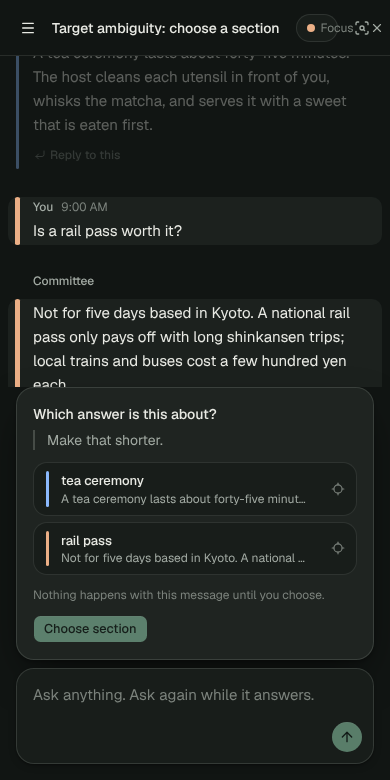 Target ambiguity: choose a section
Focus
A tea ceremony lasts about forty-five minutes.
The host cleans each utensil in front of you,
whisks the matcha, and serves it with a sweet
that is eaten first.
Reply to this
You 9:00 AM
Is a rail pass worth it?
Committee
Not for five days based in Kyoto. A national rail
pass only pays off with long shinkansen trips;
local trains and buses cost a few hundred yen
each
Which answer is this about?
Make that shorter.
tea ceremony
A tea ceremony lasts about forty-five minut…
rail pass
Not for five days based in Kyoto. A national …
Nothing happens with this message until you choose.
Choose section
Ask anything. Ask again while it answers.